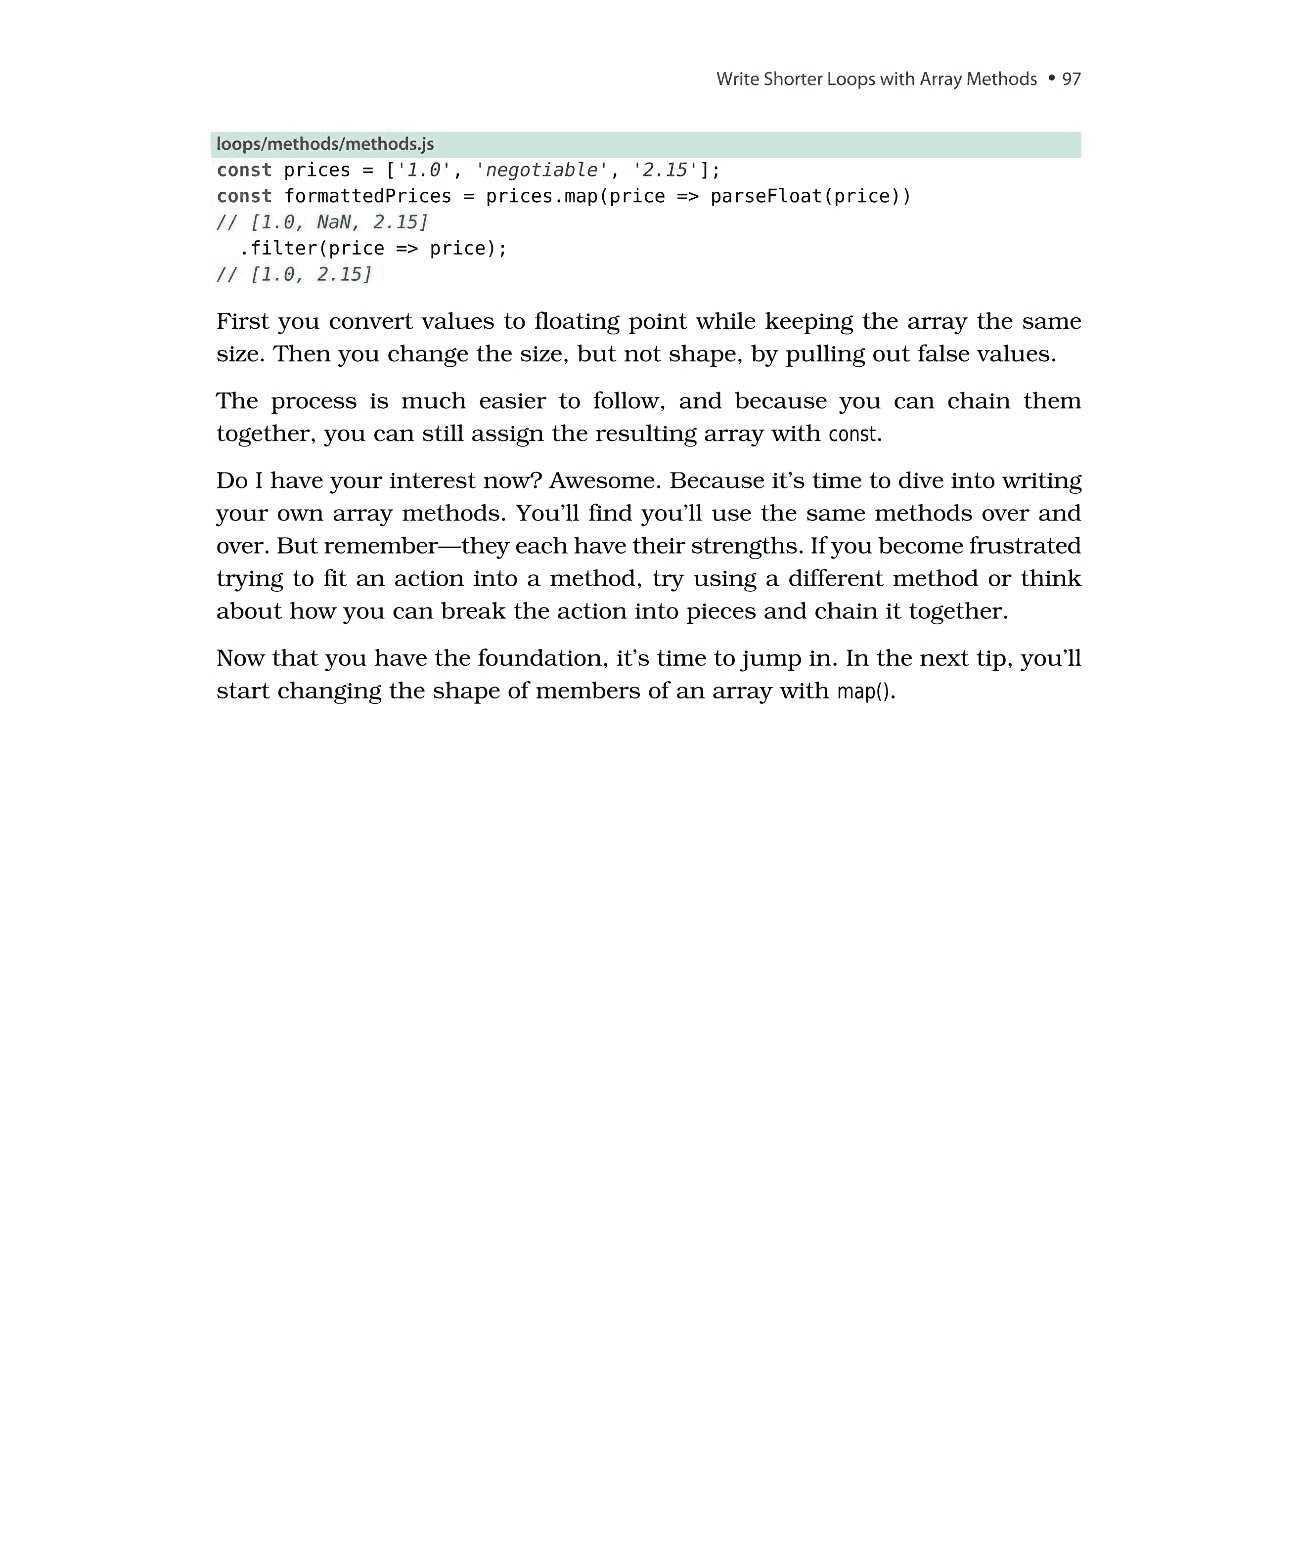 Write Shorter Loops with Array Methods • 97
loops/methods/methods.js
const prices = ['1.0', 'negotiable', '2.15'];
const formattedPrices = prices.map(price => parseFloat(price))
// [1.0, NaN, 2.15]
  .filter(price => price);
// [1.0, 2.15]
First you convert values to floating point while keeping the array the same
size. Then you change the size, but not shape, by pulling out false values.
The process is much easier to follow, and because you can chain them
together, you can still assign the resulting array with const.
Do I have your interest now? Awesome. Because it’s time to dive into writing
your own array methods. You’ll find you’ll use the same methods over and
over. But remember—they each have their strengths. If you become frustrated
trying to fit an action into a method, try using a different method or think
about how you can break the action into pieces and chain it together.
Now that you have the foundation, it’s time to jump in. In the next tip, you’ll
start changing the shape of members of an array with map().